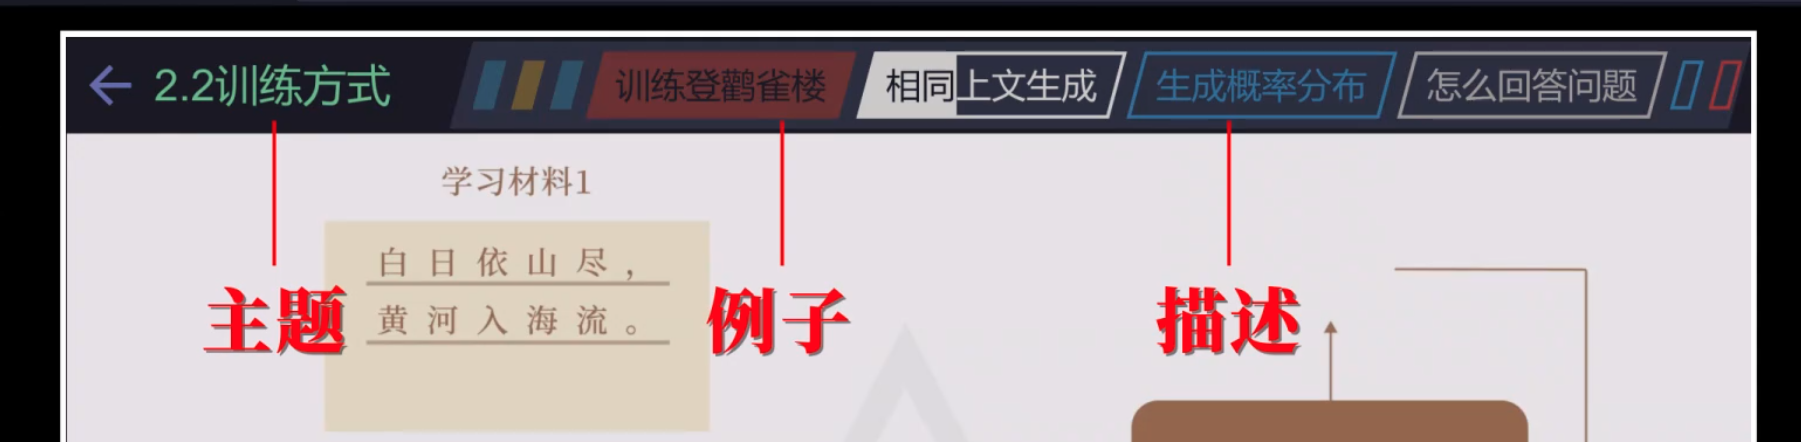 2.2训练方式 训练登鹳雀楼 相同上文生成 生成概率分布 怎么回答问题
学习材料1
白日依山尽，
黄河入海流。
主题 例子 描述